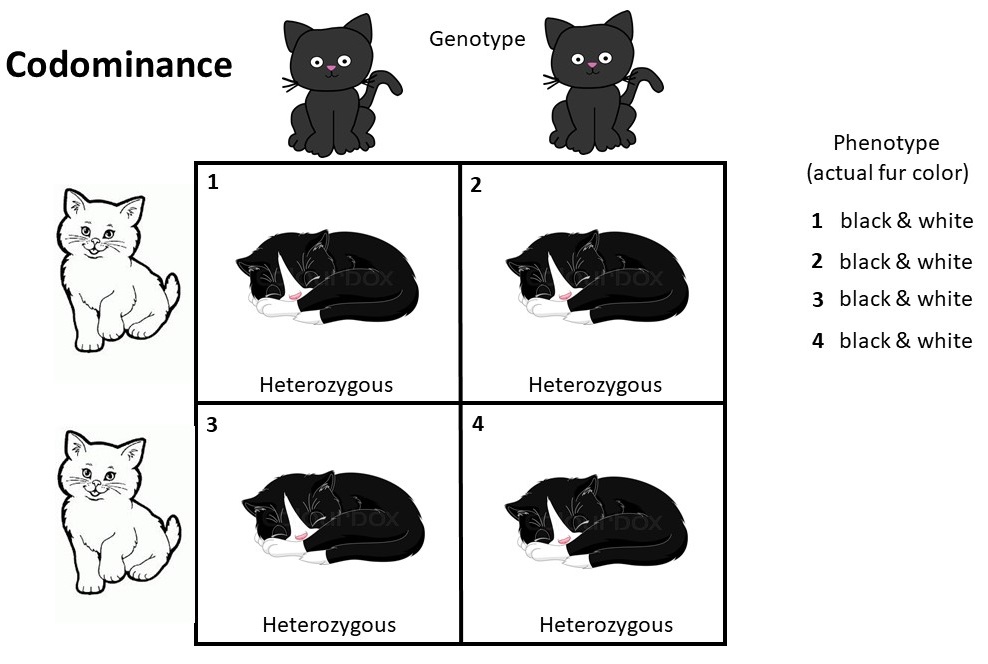 Codominance
Genotype
Phenotype
(actual fur color)
1 black & white
2 black & white
3 black & white
4 black & white
1
2
Heterozygous
Heterozygous
3
4
Heterozygous
Heterozygous